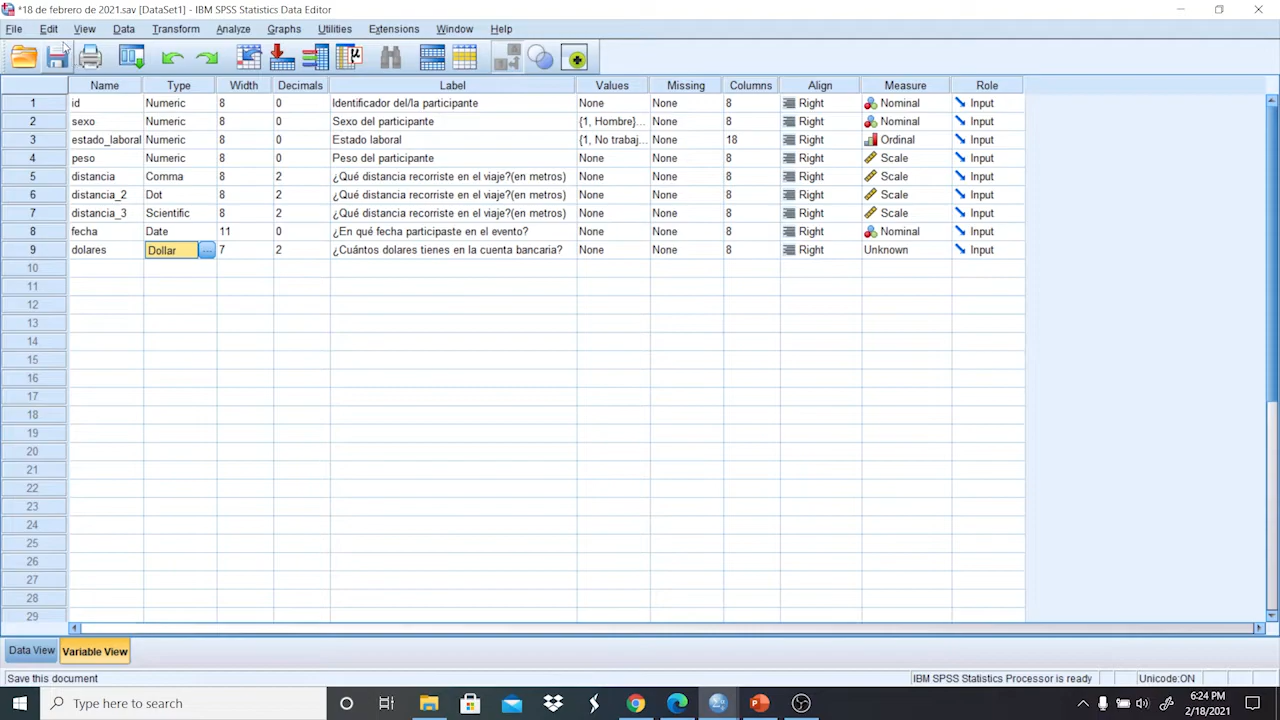 *18 de febrero de 2021.sav [DataSet1] - IBM SPSS Statistics Data Editor
File Edit View Data Transform Analyze Graphs Utilities Extensions Window Help
Name Type Width Decimals Label Values Missing Columns Align Measure Role
1 id Numeric 8 0 Identificador del/la participante None None 8 Right Nominal Input
2 sexo Numeric 8 0 Sexo del participante {1, Hombre}... None 8 Right Nominal Input
3 estado_laboral Numeric 8 0 Estado laboral {1, No trabaj... None 18 Right Ordinal Input
4 peso Numeric 8 0 Peso del participante None None 8 Right Scale Input
5 distancia Comma 8 2 ¿Qué distancia recorriste en el viaje?(en metros) None None 8 Right Scale Input
6 distancia_2 Dot 8 2 ¿Qué distancia recorriste en el viaje?(en metros) None None 8 Right Scale Input
7 distancia_3 Scientific 8 2 ¿Qué distancia recorriste en el viaje?(en metros) None None 8 Right Scale Input
8 fecha Date 11 0 ¿En qué fecha participaste en el evento? None None 8 Right Nominal Input
9 dolares Dollar ... 7 2 ¿Cuántos dolares tienes en la cuenta bancaria? None None 8 Right Unknown Input
10
11
12
13
14
15
16
17
18
19
20
21
22
23
24
25
26
27
28
29
Data View Variable View
Save this document IBM SPSS Statistics Processor is ready Unicode:ON
Type here to search
6:24 PM
2/18/2021